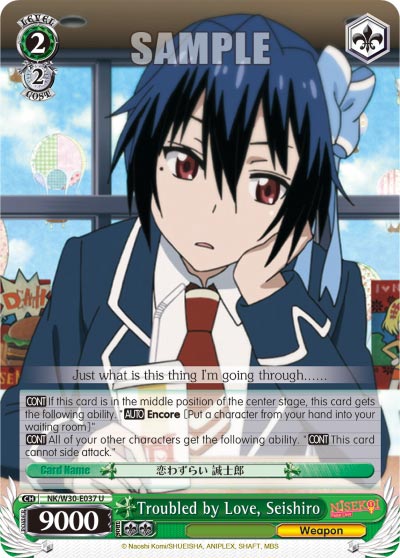 LEVEL
2
2
COST
SAMPLE
Just what is this thing I'm going through......
CONT If this card is in the middle position of the center stage, this card gets
the following ability. "AUTO Encore [Put a character from your hand into your
waiting room]"
CONT All of your other characters get the following ability. "CONT This card
cannot side attack."
Card Name 恋わずらい 誠士郎
CH NK/W30-E037 U
Troubled by Love, Seishiro
NISEKOI
POWER 9000
SOUL
Weapon
© Naoshi Komi/SHUEISHA, ANIPLEX, SHAFT, MBS